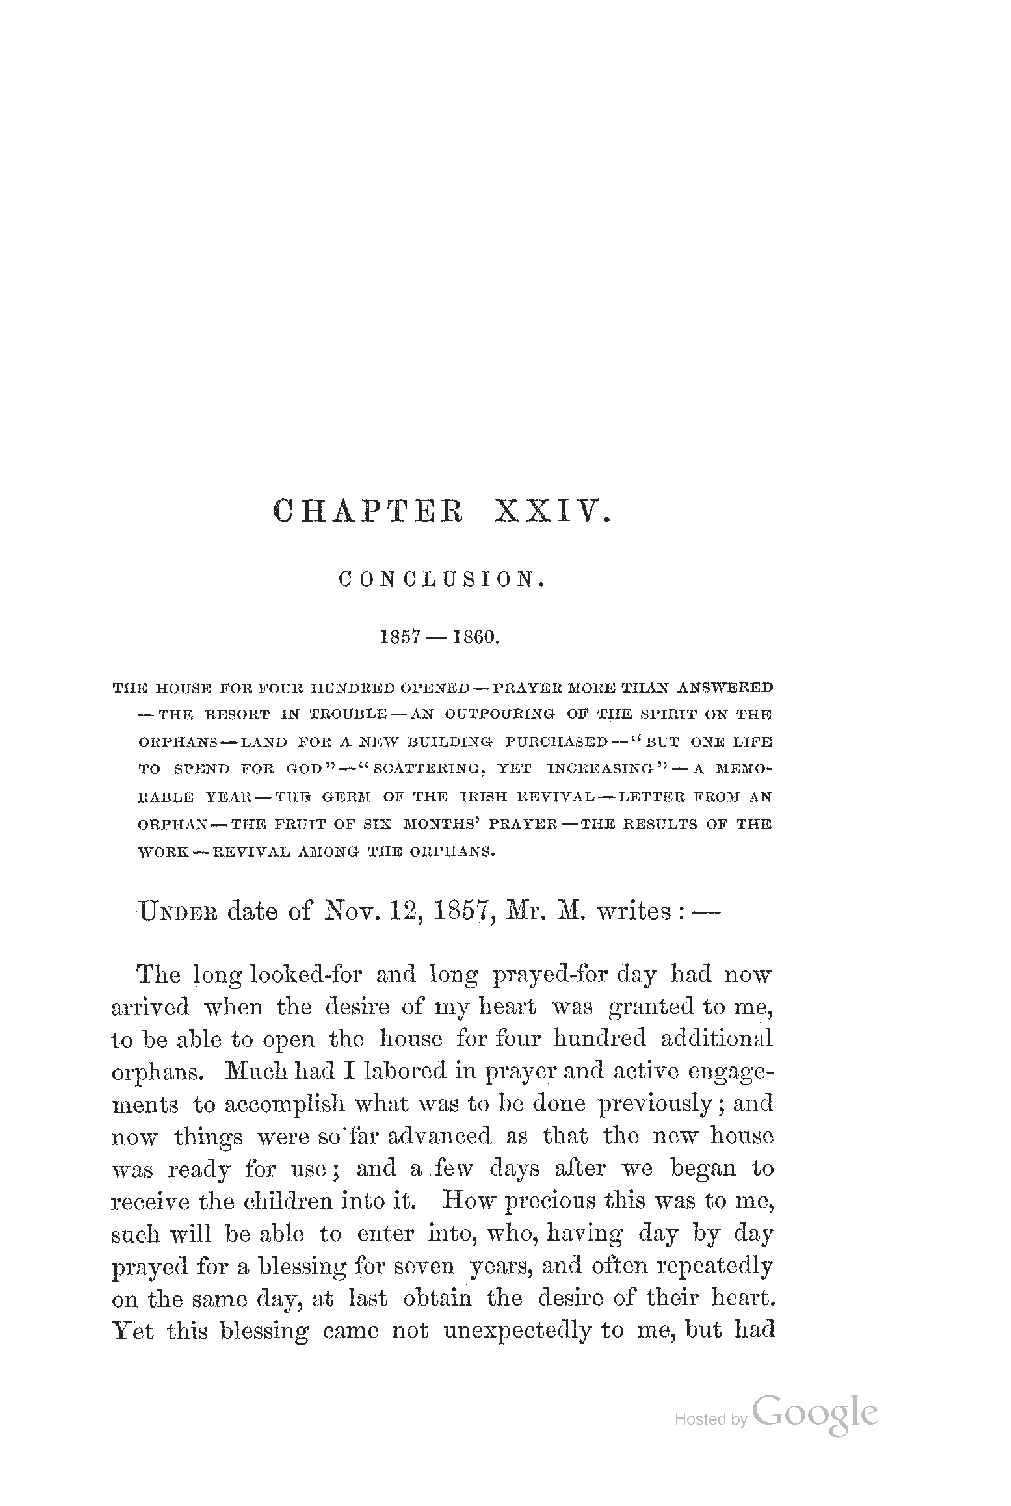 CHAPTER XXIV.
CONCLUSION.
1857—1860.
THE HOUSE FOR FOUR HUNDRED OPENED—PRAYER MORE THAN ANSWERED
—THE RESORT IN TROUBLE—AN OUTPOURING OF THE SPIRIT ON THE
ORPHANS—LAND FOR A NEW BUILDING PURCHASED—"BUT ONE LIFE
TO SPEND FOR GOD"—"SCATTERING, YET INCREASING"—A MEMO-
RABLE YEAR—THE GERM OF THE IRISH REVIVAL—LETTER FROM AN
ORPHAN—THE FRUIT OF SIX MONTHS' PRAYER—THE RESULTS OF THE
WORK—REVIVAL AMONG THE ORPHANS.
UNDER date of Nov. 12, 1857, Mr. M. writes: —
The long looked-for and long prayed-for day had now
arrived when the desire of my heart was granted to me,
to be able to open the house for four hundred additional
orphans. Much had I labored in prayer and active engage-
ments to accomplish what was to be done previously; and
now things were so far advanced as that the new house
was ready for use; and a few days after we began to
receive the children into it. How precious this was to me,
such will be able to enter into, who, having day by day
prayed for a blessing for seven years, and often repeatedly
on the same day, at last obtain the desire of their heart.
Yet this blessing came not unexpectedly to me, but had
Hosted by Google